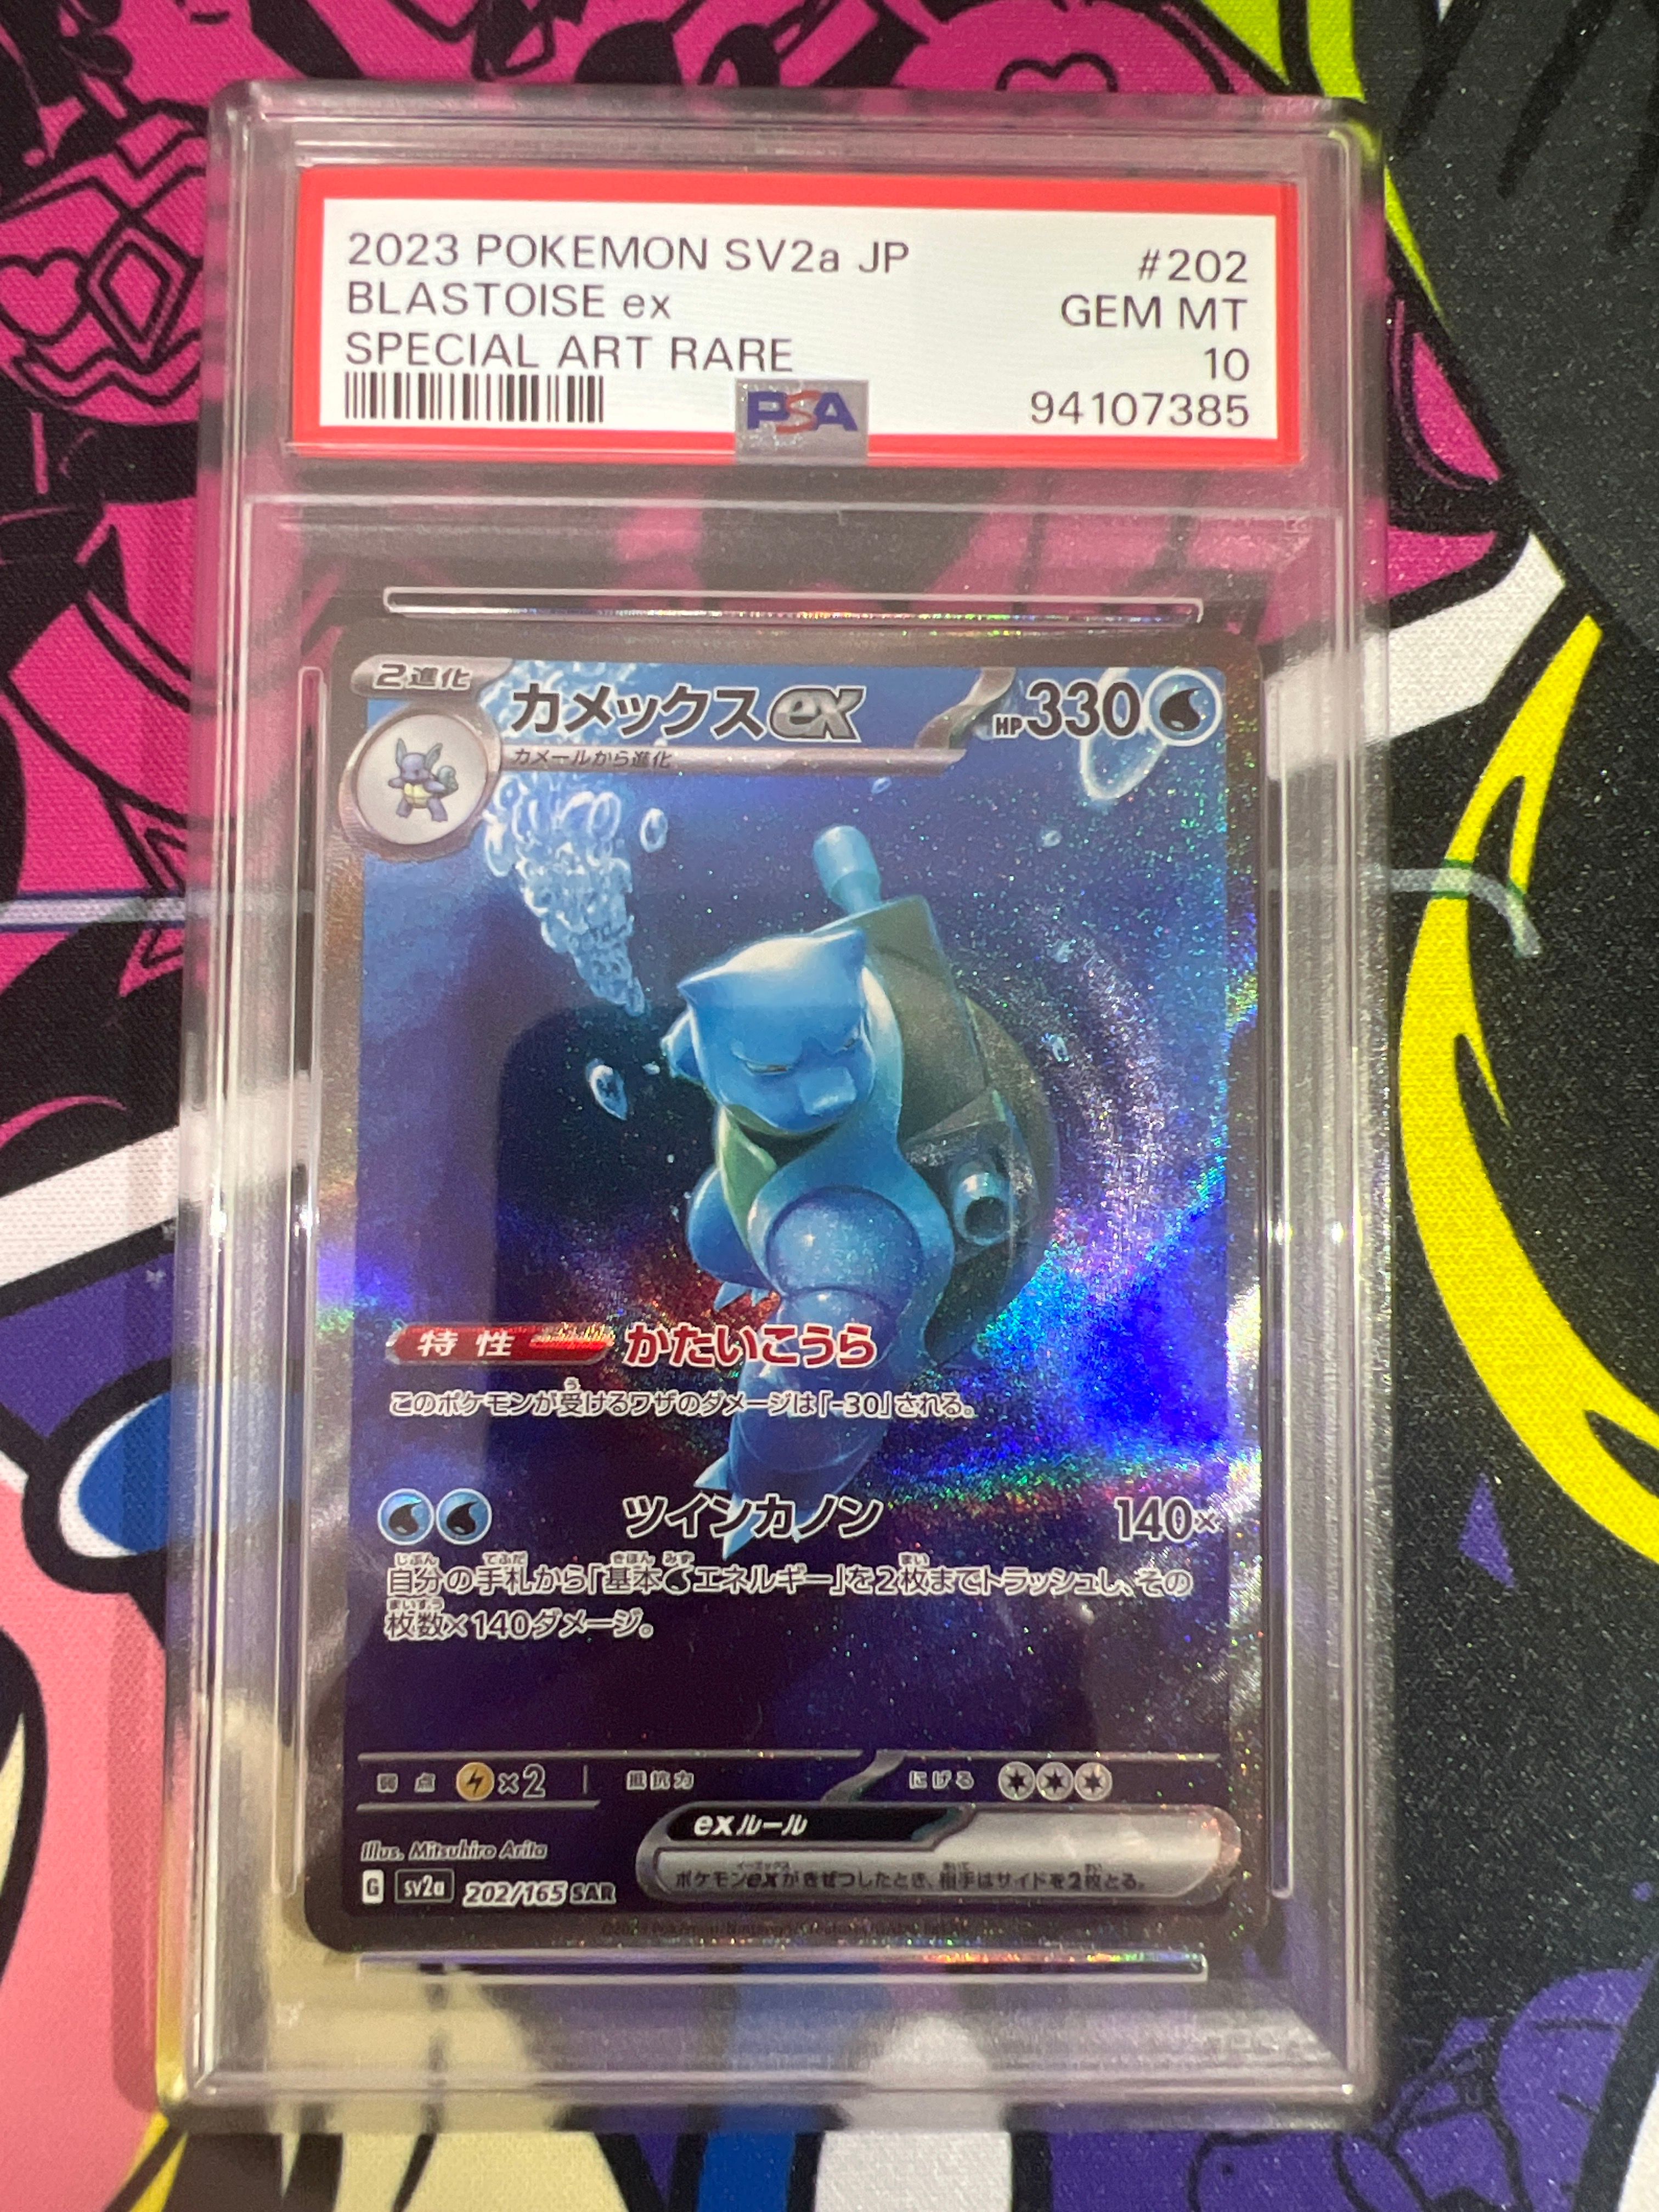 2023 POKEMON SV2a JP #202
BLASTOISE ex GEM MT
SPECIAL ART RARE 10
PSA 94107385
2進化 カメックスex HP330
カメールから進化
特性 かたいこうら
このポケモンが受けるワザのダメージは「-30」される。
ツインカノン 140×
自分の手札から「基本エネルギー」を2枚までトラッシュし、その
枚数×140ダメージ。
弱点 ×2 抵抗力 にげる
exルール
Illus. Mitsuhiro Arita
ポケモンexがきぜつしたとき、相手はサイドを2枚とる。
G sv2a 202/165 SAR